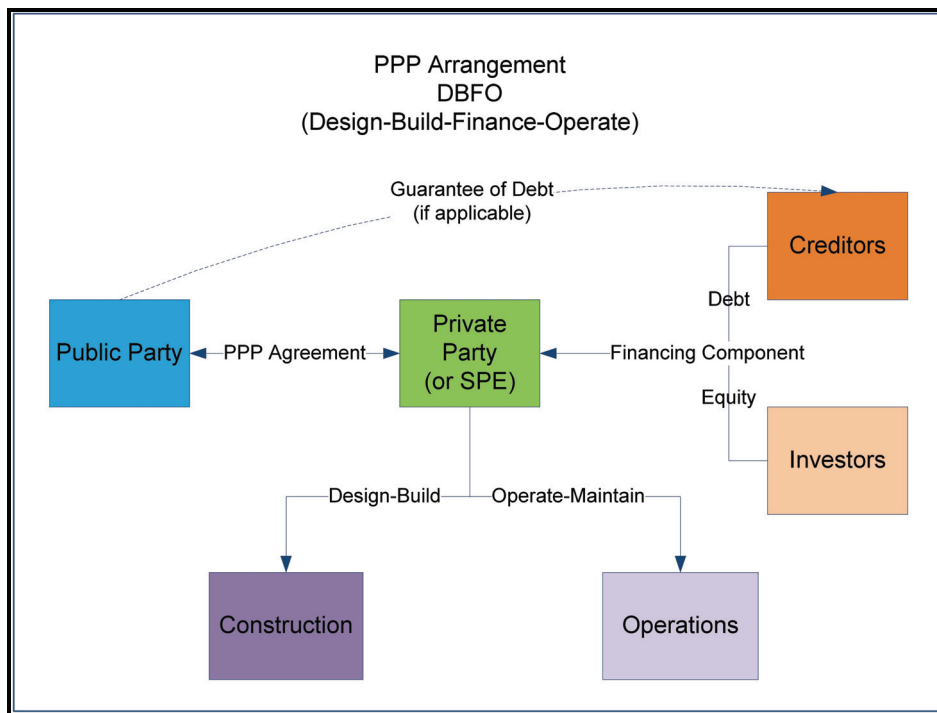 PPP Arrangement
DBFO
(Design-Build-Finance-Operate)
Guarantee of Debt
(if applicable)
Creditors
Debt
Public Party
PPP Agreement
Private
Party
(or SPE)
Financing Component
Equity
Investors
Design-Build
Operate-Maintain
Construction
Operations